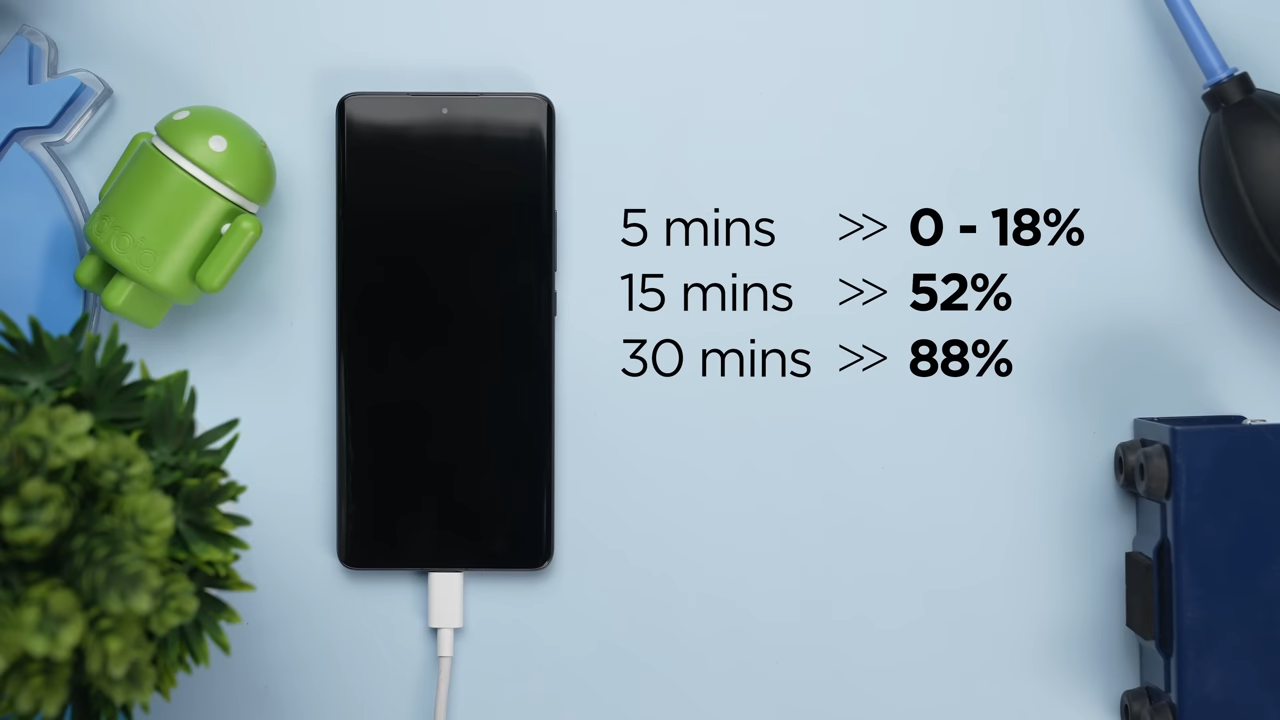 5 mins >> 0 - 18%
15 mins >> 52%
30 mins >> 88%